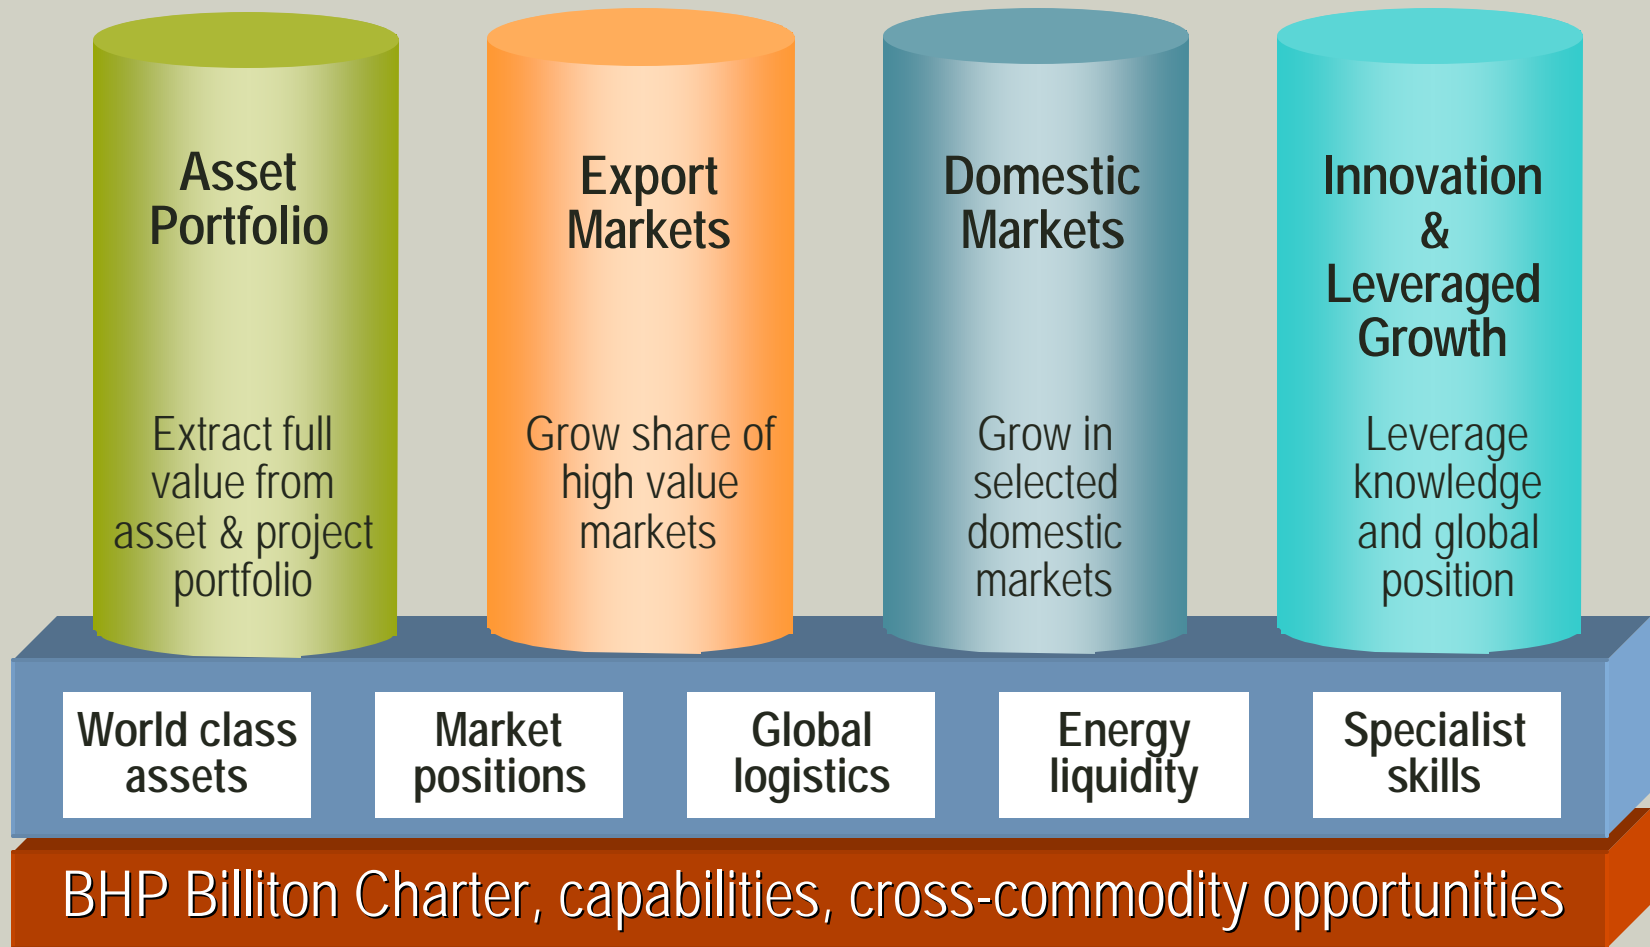 Asset
Portfolio
Extract full
value from
asset & project
portfolio
Export
Markets
Grow share of
high value
markets
Domestic
Markets
Grow in
selected
domestic
markets
Innovation
&
Leveraged
Growth
Leverage
knowledge
and global
position
World class
assets
Market
positions
Global
logistics
Energy
liquidity
Specialist
skills
BHP Billiton Charter, capabilities, cross-commodity opportunities